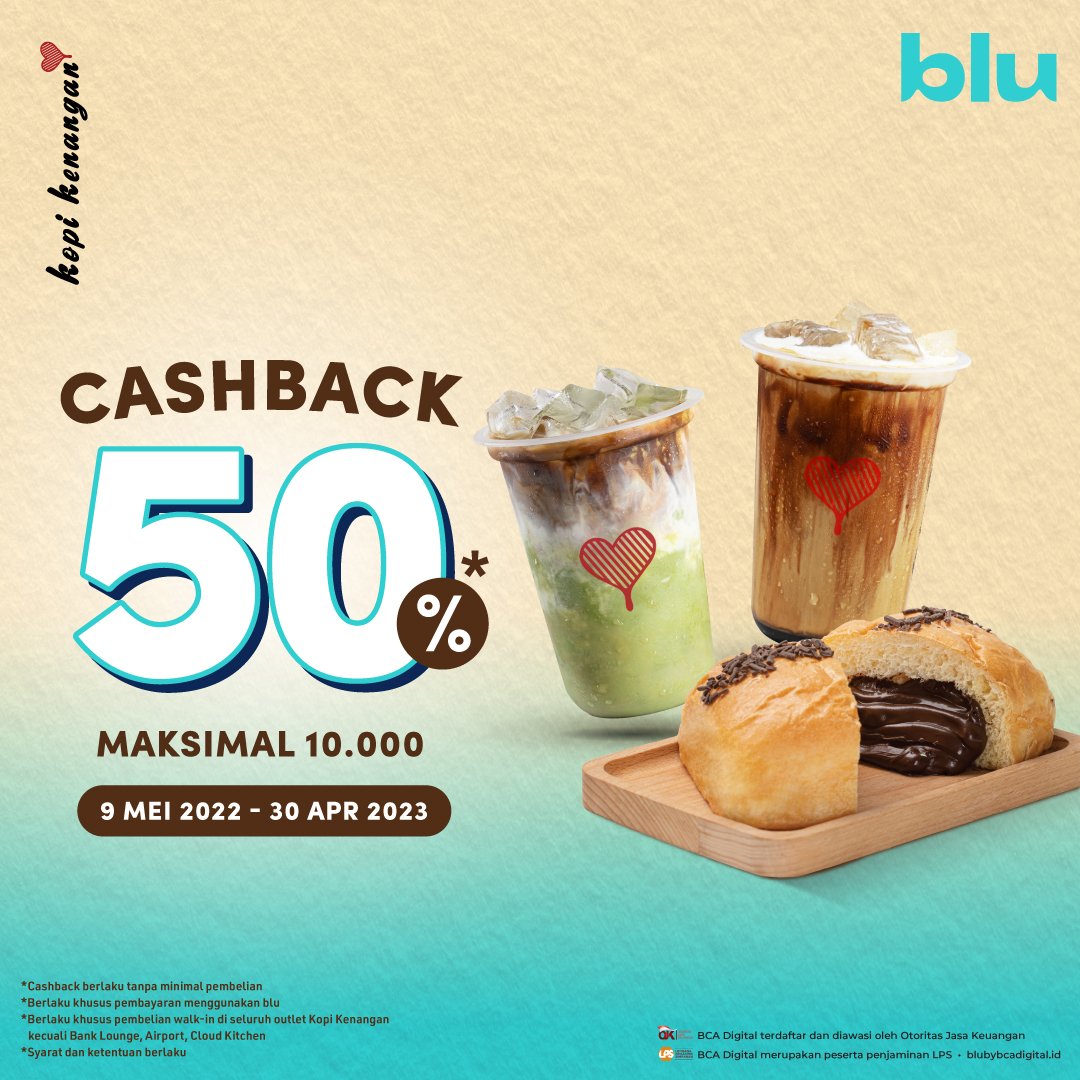 kopi kenangan
blu
CASHBACK
50%*
MAKSIMAL 10.000
9 MEI 2022 - 30 APR 2023
*Cashback berlaku tanpa minimal pembelian
*Berlaku khusus pembayaran menggunakan blu
*Berlaku khusus pembelian walk-in di seluruh outlet Kopi Kenangan
kecuali Bank Lounge, Airport, Cloud Kitchen
*Syarat dan ketentuan berlaku
BCA Digital terdaftar dan diawasi oleh Otoritas Jasa Keuangan
LPS BCA Digital merupakan peserta penjaminan LPS • blubybcadigital.id